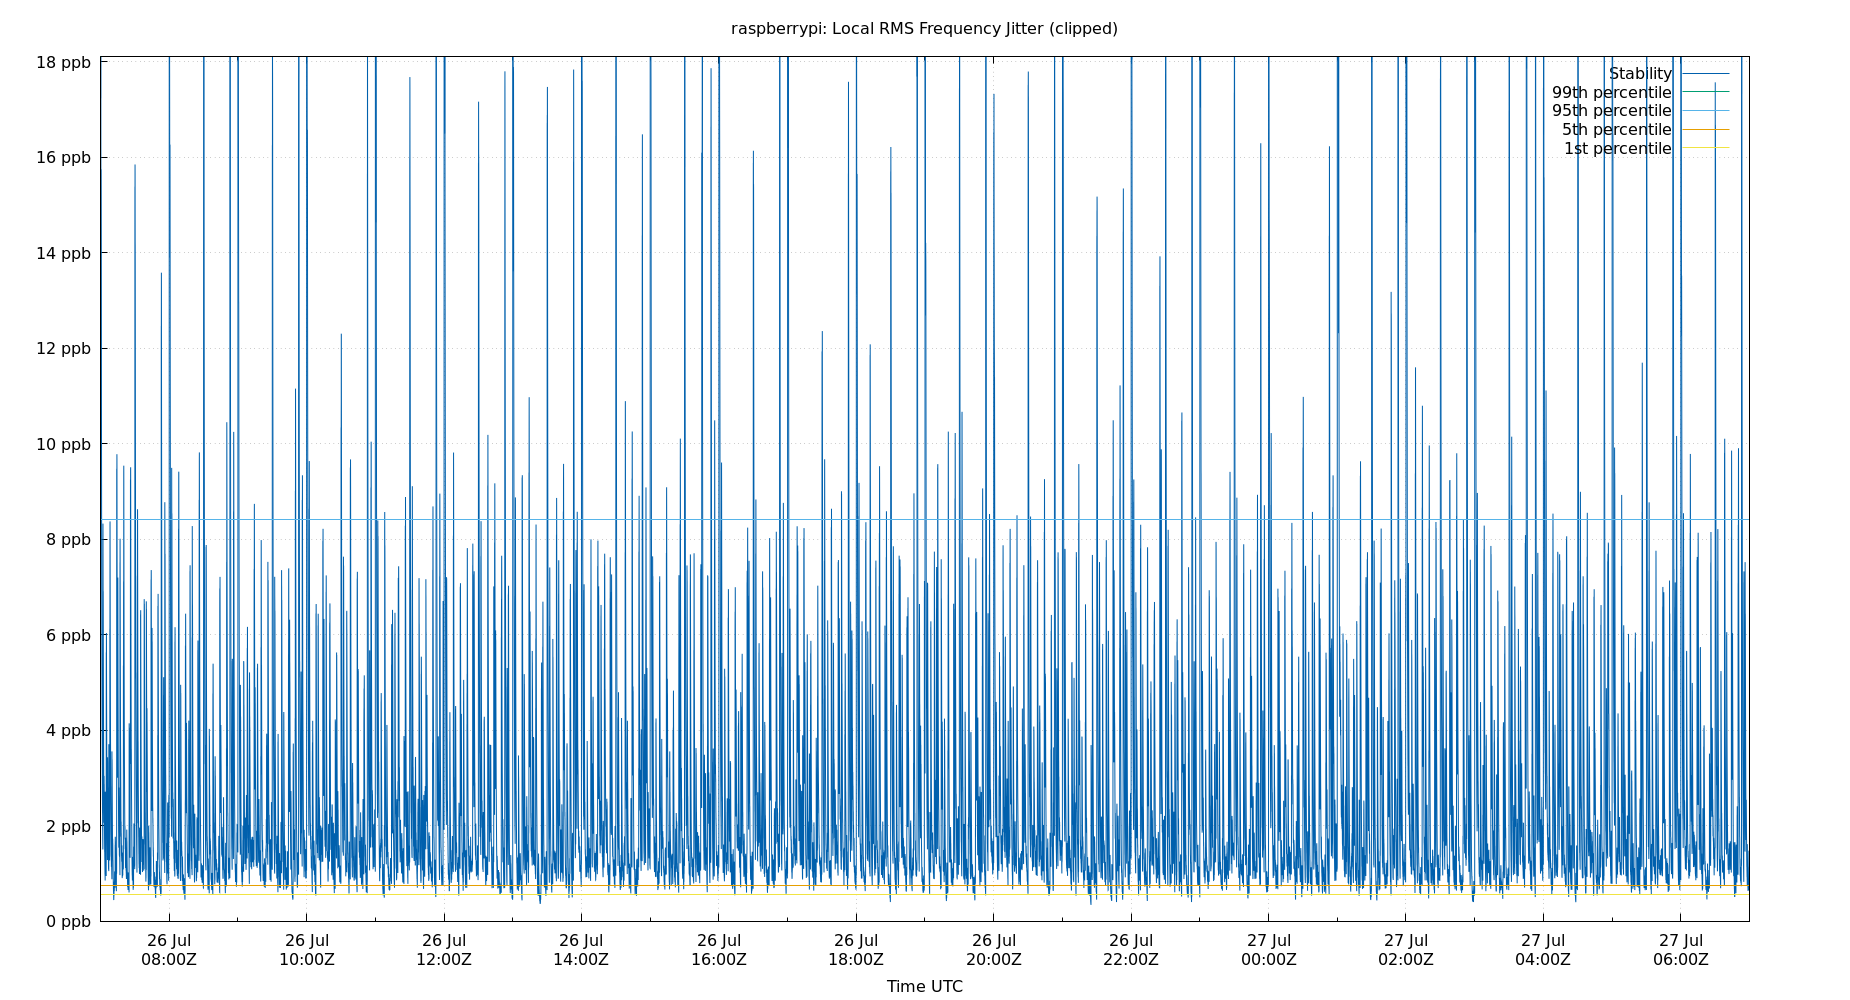 raspberrypi: Local RMS Frequency Jitter (clipped)
18 ppb
16 ppb
14 ppb
12 ppb
10 ppb
8 ppb
6 ppb
4 ppb
2 ppb
0 ppb
Stability
99th percentile
95th percentile
5th percentile
1st percentile
26 Jul 26 Jul 26 Jul 26 Jul 26 Jul 26 Jul 26 Jul 26 Jul 27 Jul 27 Jul 27 Jul 27 Jul
08:00Z 10:00Z 12:00Z 14:00Z 16:00Z 18:00Z 20:00Z 22:00Z 00:00Z 02:00Z 04:00Z 06:00Z
Time UTC